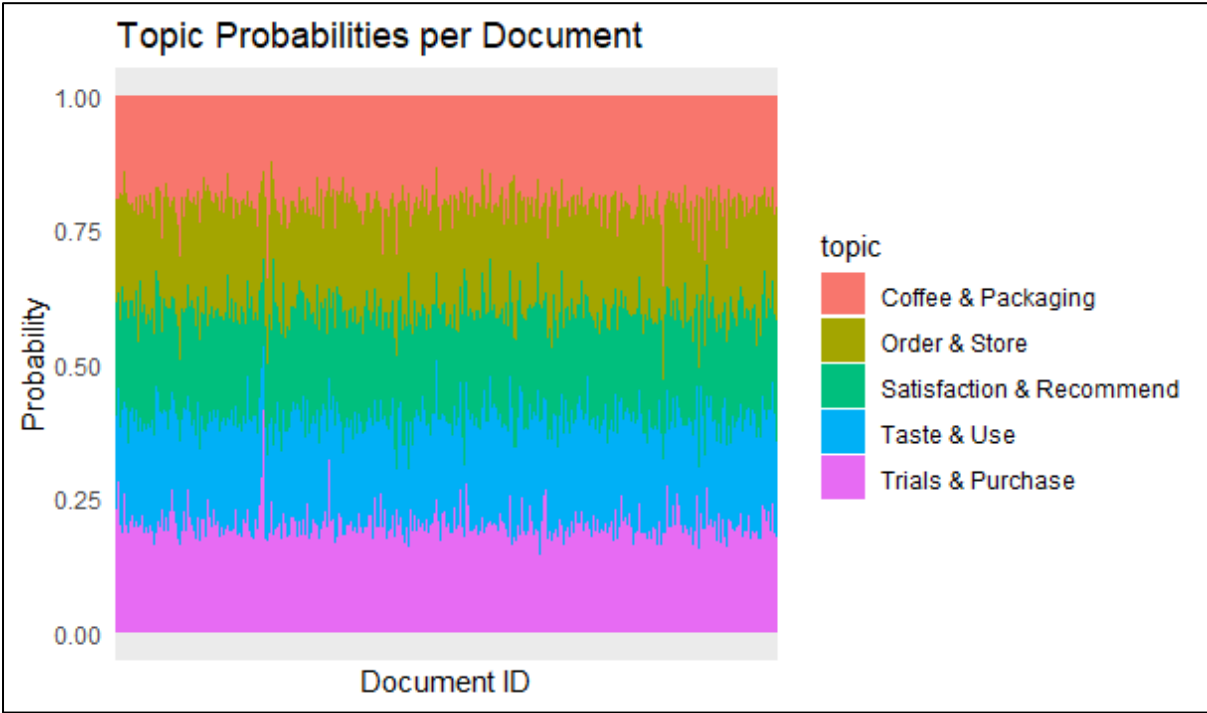 Topic Probabilities per Document
1.00
0.75
0.50
0.25
0.00
Probability
Document ID
topic
Coffee & Packaging
Order & Store
Satisfaction & Recommend
Taste & Use
Trials & Purchase